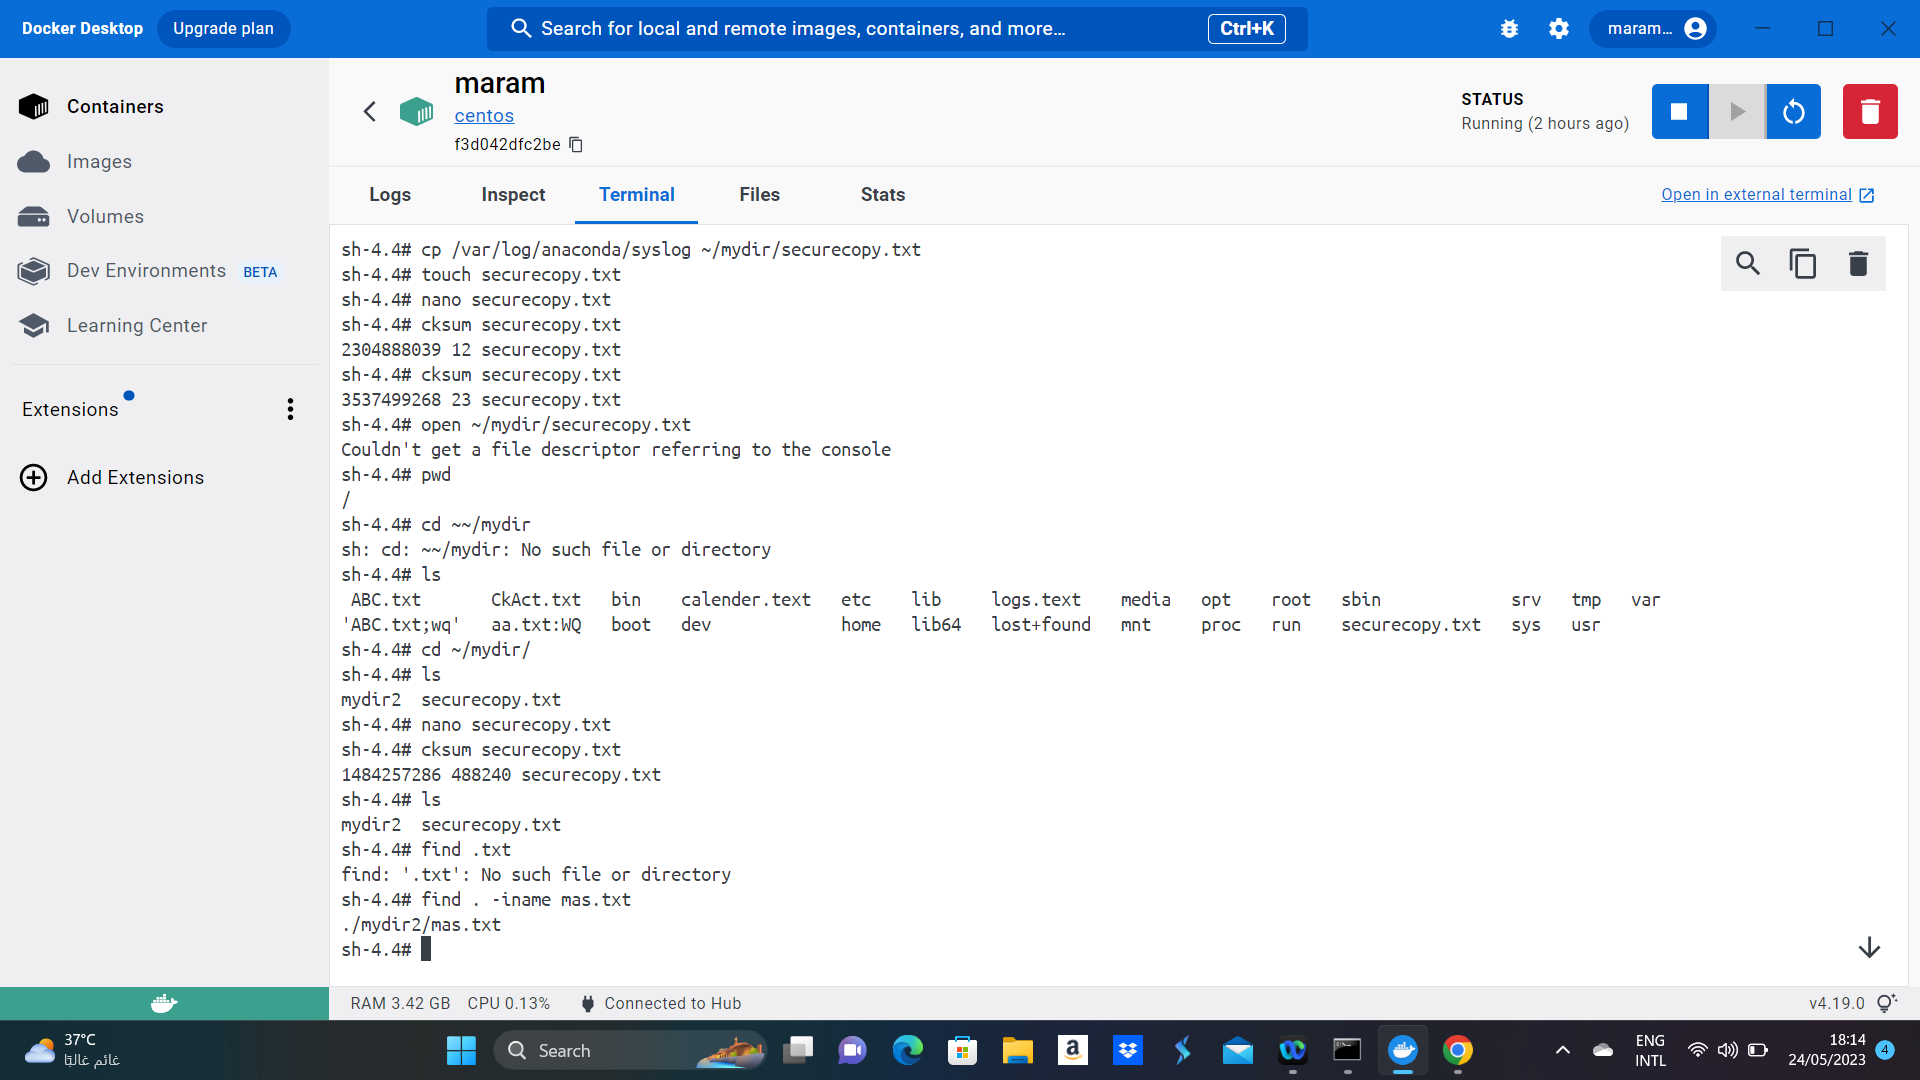 Docker Desktop
Upgrade plan
Search for local and remote images, containers, and more...
Ctrl+K
maram...
Containers
Images
Volumes
Dev Environments BETA
Learning Center
Extensions
Add Extensions
maram
centos
f3d042dfc2be
STATUS
Running (2 hours ago)
Logs
Inspect
Terminal
Files
Stats
Open in external terminal
sh-4.4# cp /var/log/anaconda/syslog ~/mydir/securecopy.txt
sh-4.4# touch securecopy.txt
sh-4.4# nano securecopy.txt
sh-4.4# cksum securecopy.txt
2304888039 12 securecopy.txt
sh-4.4# cksum securecopy.txt
3537499268 23 securecopy.txt
sh-4.4# open ~/mydir/securecopy.txt
Couldn't get a file descriptor referring to the console
sh-4.4# pwd
/
sh-4.4# cd ~~/mydir
sh: cd: ~~/mydir: No such file or directory
sh-4.4# ls
ABC.txt CkAct.txt bin calender.text etc lib logs.text media opt root sbin srv tmp var
'ABC.txt;wq' aa.txt:WQ boot dev home lib64 lost+found mnt proc run securecopy.txt sys usr
sh-4.4# cd ~/mydir/
sh-4.4# ls
mydir2 securecopy.txt
sh-4.4# nano securecopy.txt
sh-4.4# cksum securecopy.txt
1484257286 488240 securecopy.txt
sh-4.4# ls
mydir2 securecopy.txt
sh-4.4# find .txt
find: '.txt': No such file or directory
sh-4.4# find . -iname mas.txt
./mydir2/mas.txt
sh-4.4#
RAM 3.42 GB CPU 0.13% Connected to Hub
v4.19.0
37°C
غائم غالبًا
Search
a
ENG
INTL
18:14
24/05/2023
4